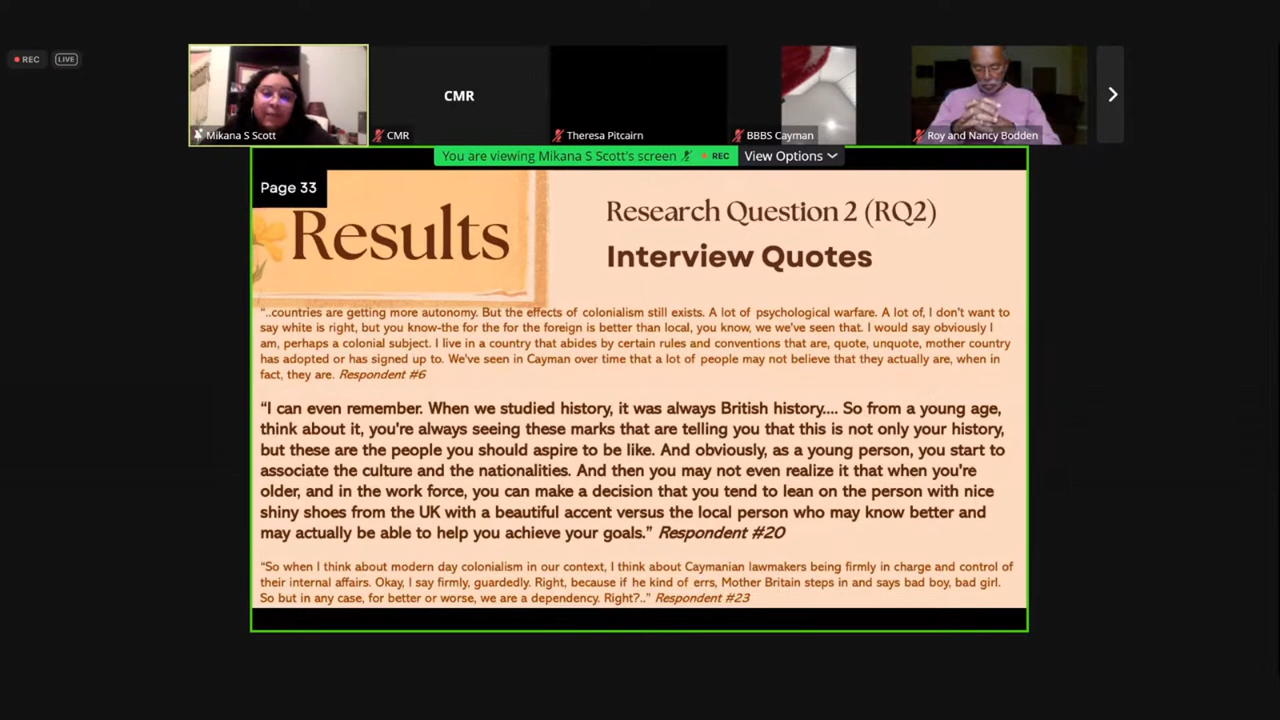 REC
LIVE
CMR
Mikana S Scott
CMR
Theresa Pitcairn
BBBS Cayman
Roy and Nancy Bodden
You are viewing Mikana S Scott's screen
REC
View Options
Page 33
Results
Research Question 2 (RQ2)
Interview Quotes
“..countries are getting more autonomy. But the effects of colonialism still exists. A lot of psychological warfare. A lot of, I don't want to
say white is right, but you know-the for the for the foreign is better than local, you know, we we've seen that. I would say obviously I
am, perhaps a colonial subject. I live in a country that abides by certain rules and conventions that are, quote, unquote, mother country
has adopted or has signed up to. We've seen in Cayman over time that a lot of people may not believe that they actually are, when in
fact, they are. Respondent #6
“I can even remember. When we studied history, it was always British history.... So from a young age,
think about it, you're always seeing these marks that are telling you that this is not only your history,
but these are the people you should aspire to be like. And obviously, as a young person, you start to
associate the culture and the nationalities. And then you may not even realize it that when you're
older, and in the work force, you can make a decision that you tend to lean on the person with nice
shiny shoes from the UK with a beautiful accent versus the local person who may know better and
may actually be able to help you achieve your goals.” Respondent #20
“So when I think about modern day colonialism in our context, I think about Caymanian lawmakers being firmly in charge and control of
their internal affairs. Okay, I say firmly, guardedly. Right, because if he kind of errs, Mother Britain steps in and says bad boy, bad girl.
So but in any case, for better or worse, we are a dependency. Right?..” Respondent #23